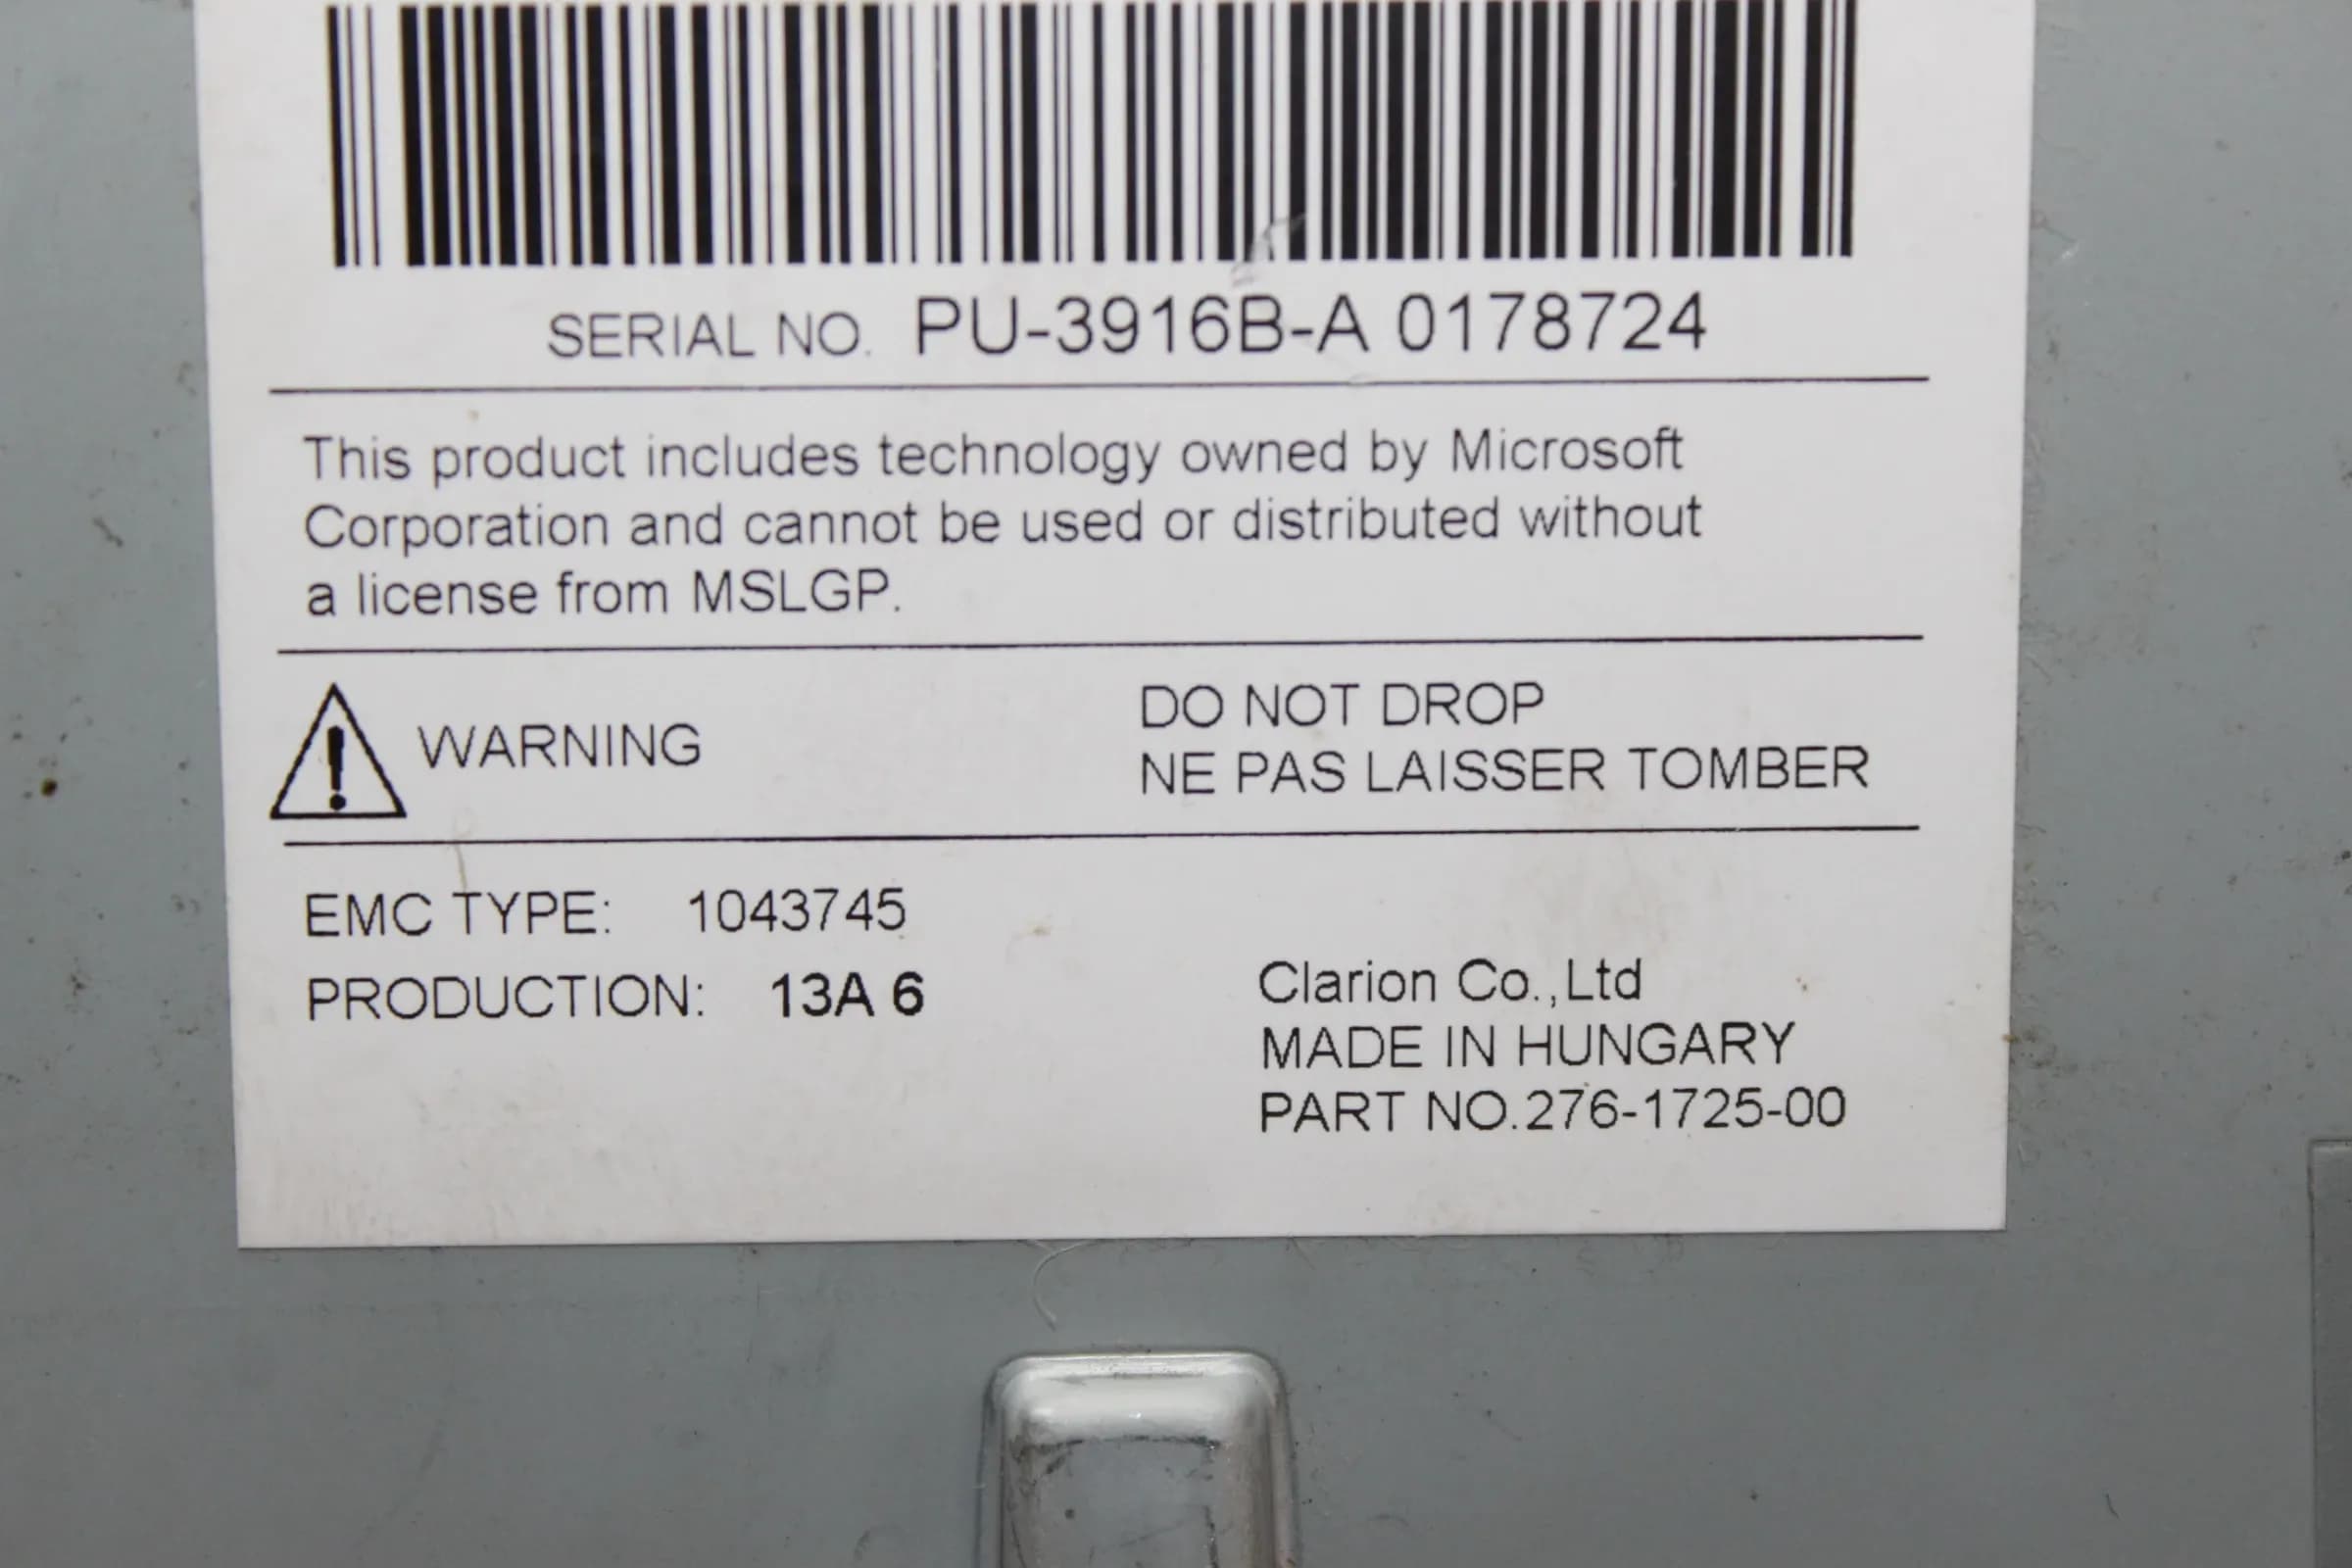 SERIAL NO. PU-3916B-A 0178724
This product includes technology owned by Microsoft
Corporation and cannot be used or distributed without
a license from MSLGP.
WARNING
DO NOT DROP
NE PAS LAISSER TOMBER
EMC TYPE: 1043745
PRODUCTION: 13A 6
Clarion Co.,Ltd
MADE IN HUNGARY
PART NO.276-1725-00